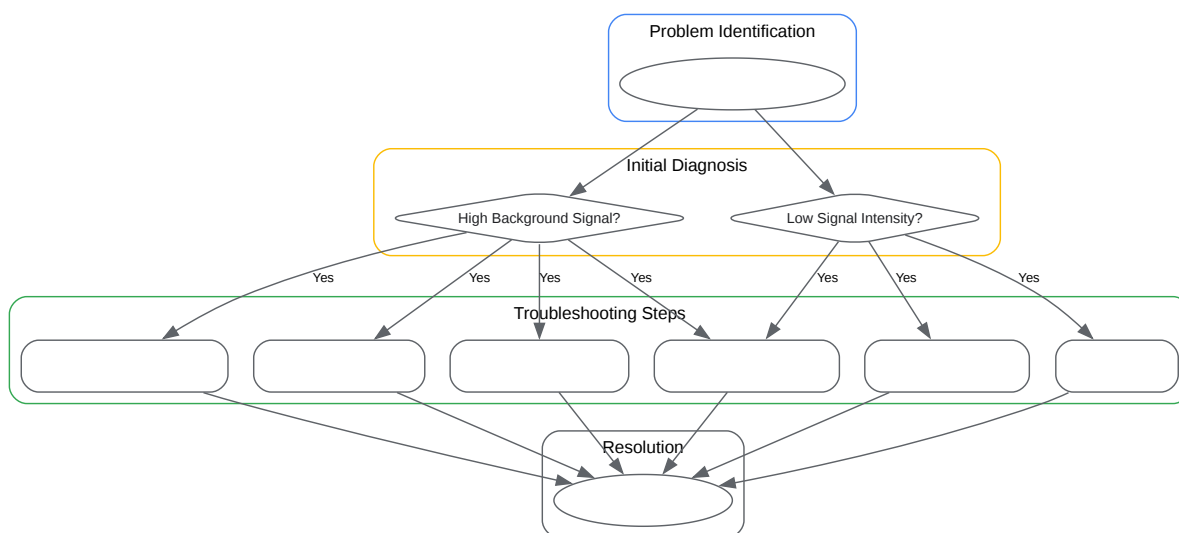 Problem Identification
Initial Diagnosis
High Background Signal?
Low Signal Intensity?
Yes
Yes
Yes
Yes
Yes
Yes
Yes
Troubleshooting Steps
Resolution